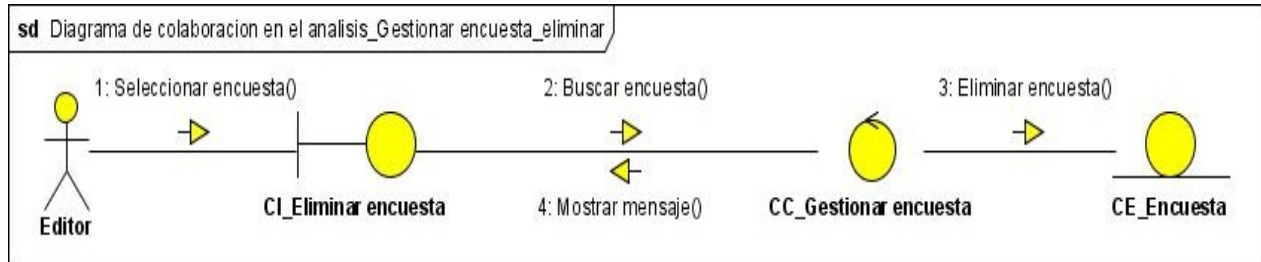 sd Diagrama de colaboracion en el analisis_Gestionar encuesta_eliminar
1: Seleccionar encuesta()
2: Buscar encuesta()
3: Eliminar encuesta()
CI_Eliminar encuesta
4: Mostrar mensaje()
CC_Gestionar encuesta
CE_Encuesta
Editor